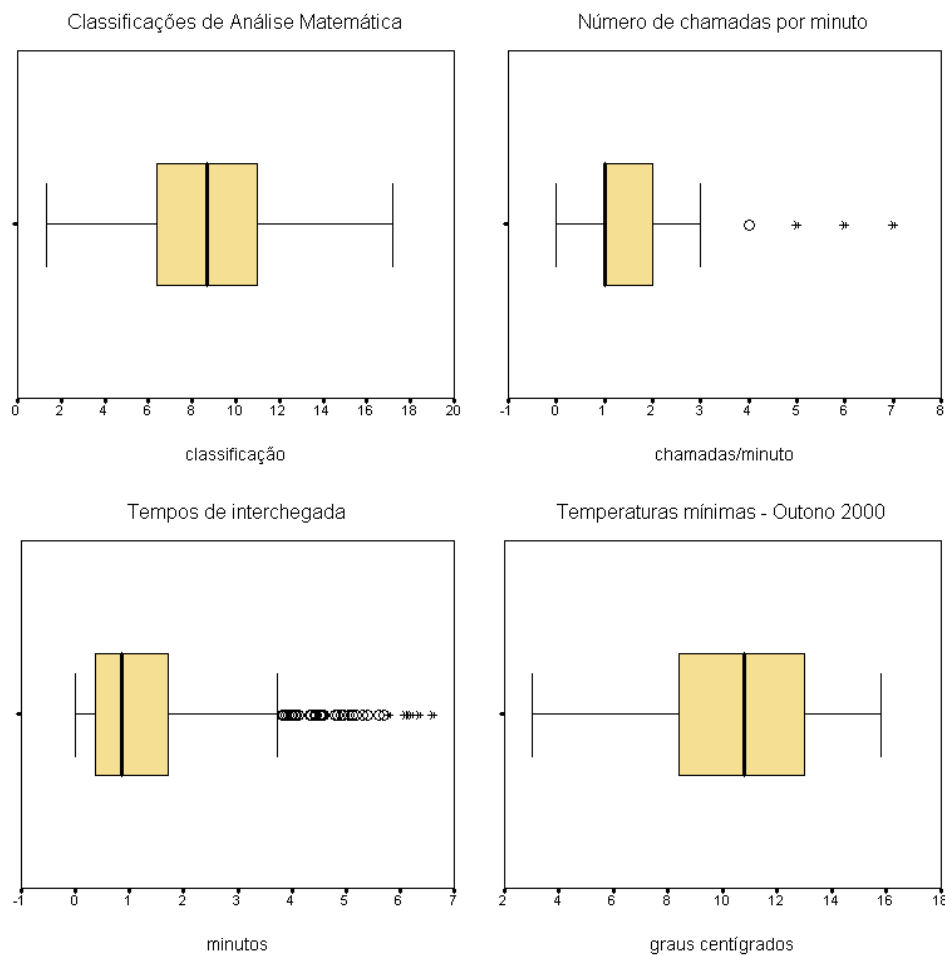 Classificações de Análise Matemática
0 2 4 6 8 10 12 14 16 18 20
classificação
Número de chamadas por minuto
-1 0 1 2 3 4 5 6 7 8
chamadas/minuto
Tempos de interchegada
-1 0 1 2 3 4 5 6 7
minutos
Temperaturas mínimas - Outono 2000
2 4 6 8 10 12 14 16 18
graus centígrados